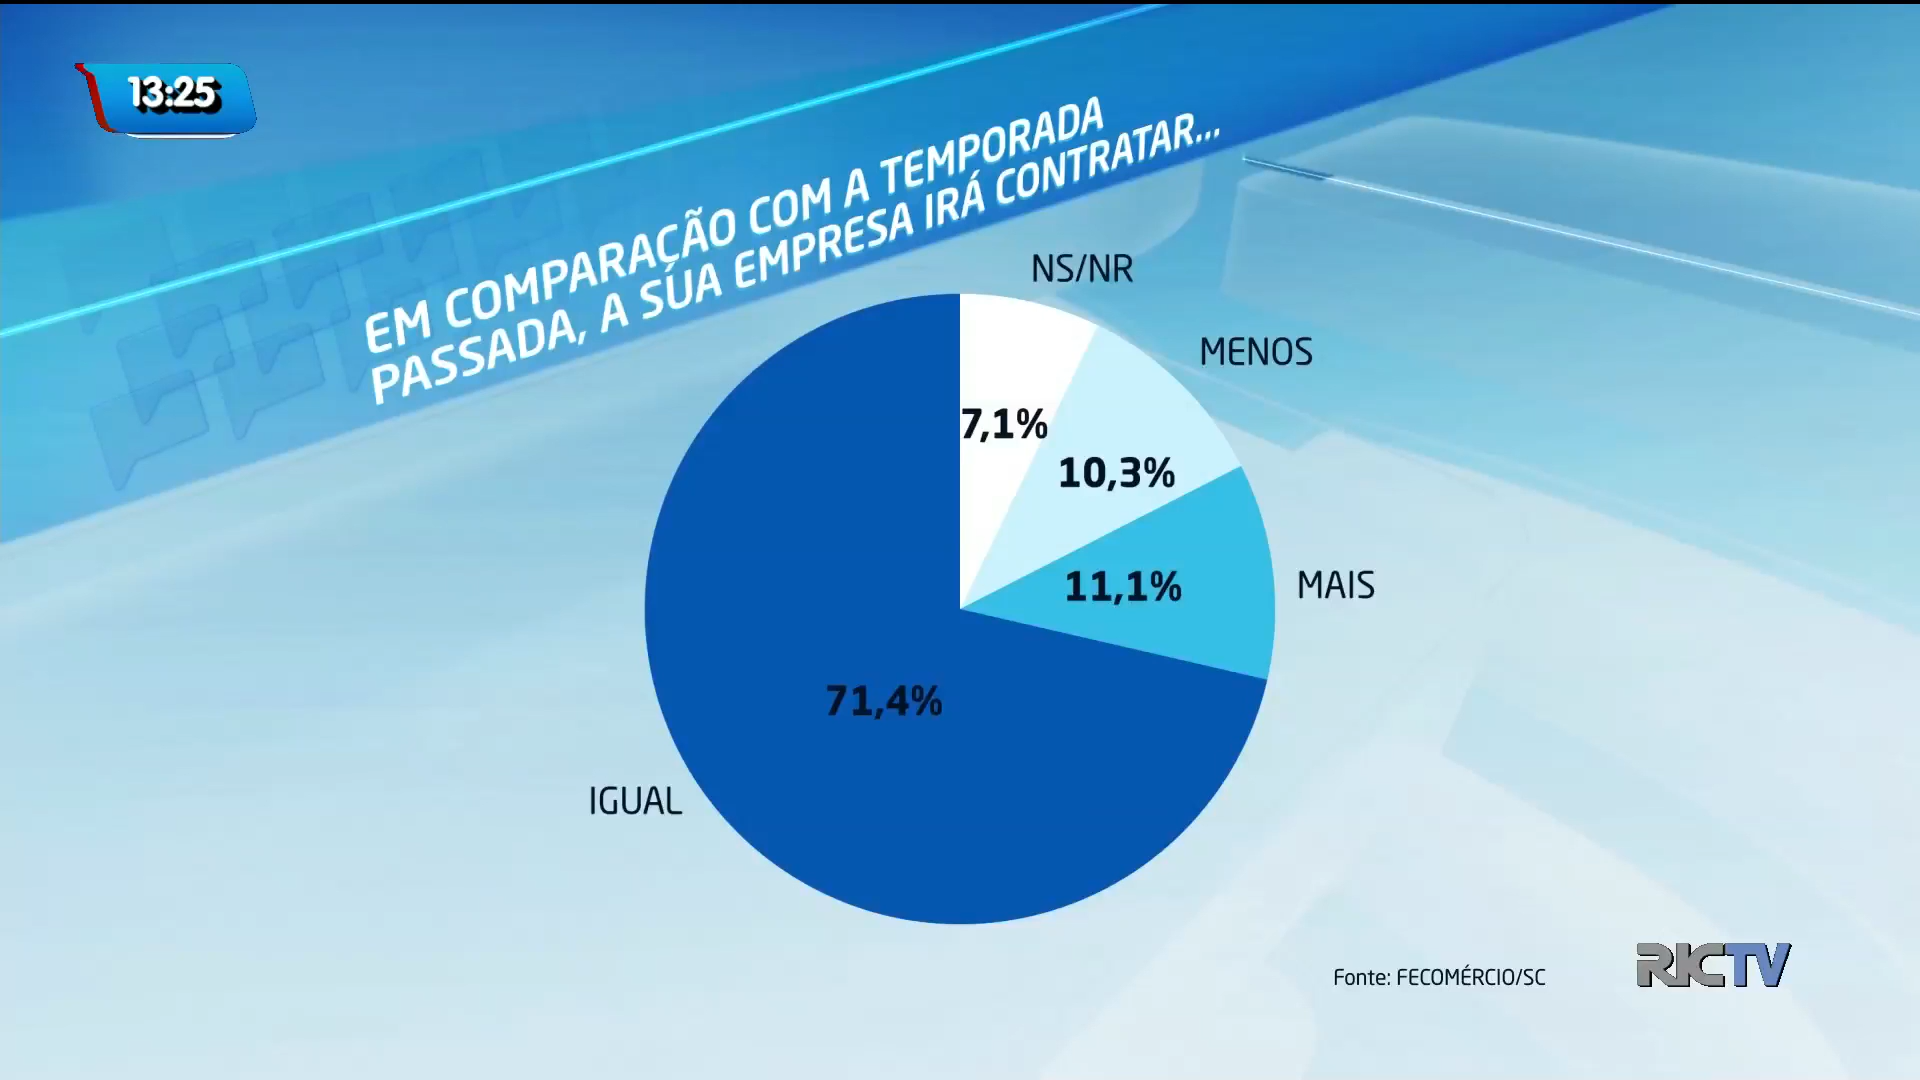 13:25
EM COMPARAÇÃO COM A TEMPORADA
PASSADA, A SUA EMPRESA IRÁ CONTRATAR...
NS/NR
MENOS
7,1%
10,3%
11,1%
MAIS
71,4%
IGUAL
Fonte: FECOMÉRCIO/SC
RICTV